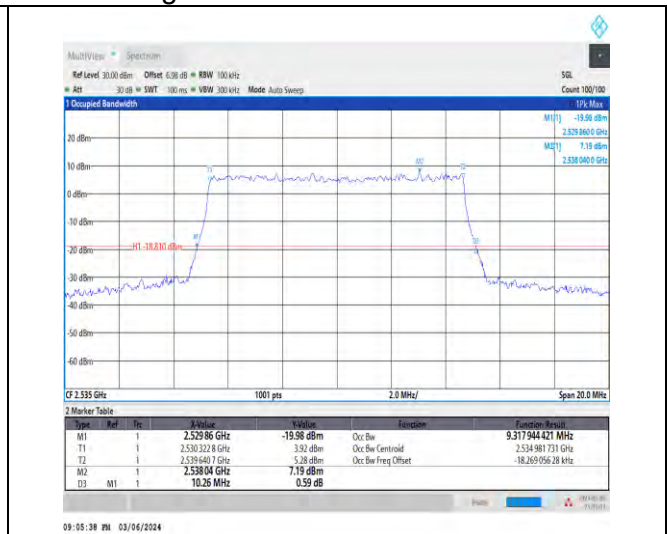 MultiView Spectrum
Ref Level 30.00 dBm Offset 6.98 dB RBW 100 kHz SGL
Att 30 dB SWT 100 ms VBW 300 kHz Mode Auto Sweep Count 100/100
1 Occupied Bandwidth 1Pk Max
M1[1] -19.98 dBm
2.529 860 0 GHz
M2[1] 7.19 dBm
2.538 040 0 GHz
20 dBm
10 dBm
0 dBm
-10 dBm
-20 dBm
-30 dBm
-40 dBm
-50 dBm
-60 dBm
T1
M2
T2
M1
D3
H1 -18.810 dBm
CF 2.535 GHz 1001 pts 2.0 MHz/ Span 20.0 MHz
2 Marker Table
Type Ref Trc X-Value Y-Value Function Function Result
M1 1 2.529 86 GHz -19.98 dBm Occ Bw 9.317 944 421 MHz
T1 1 2.530 322 8 GHz 3.92 dBm Occ Bw Centroid 2.534 981 731 GHz
T2 1 2.539 640 7 GHz 5.28 dBm Occ Bw Freq Offset -18.269 056 28 kHz
M2 1 2.538 04 GHz 7.19 dBm
D3 M1 1 10.26 MHz 0.59 dB
09:05:38 PM 03/06/2024